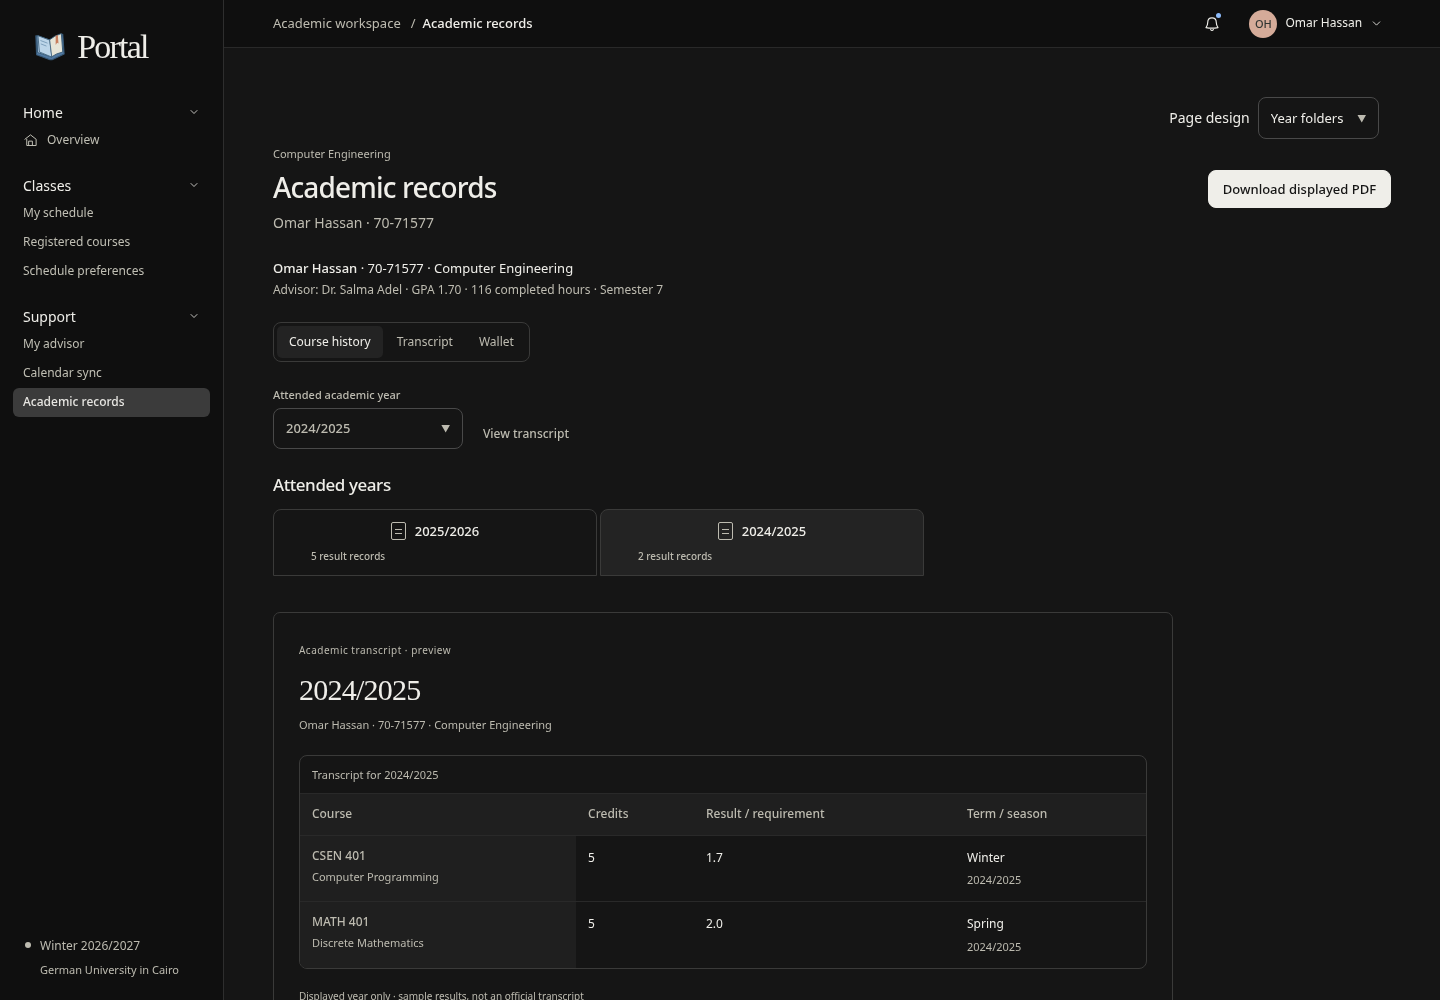 Portal
Home
Overview
Classes
My schedule
Registered courses
Schedule preferences
Support
My advisor
Calendar sync
Academic records
Winter 2026/2027
German University in Cairo
Academic workspace / Academic records
OH Omar Hassan
Page design Year folders
Computer Engineering
Academic records
Download displayed PDF
Omar Hassan · 70-71577
Omar Hassan · 70-71577 · Computer Engineering
Advisor: Dr. Salma Adel · GPA 1.70 · 116 completed hours · Semester 7
Course history Transcript Wallet
Attended academic year
2024/2025 View transcript
Attended years
2025/2026
5 result records
2024/2025
2 result records
Academic transcript · preview
2024/2025
Omar Hassan · 70-71577 · Computer Engineering
Transcript for 2024/2025
Course Credits Result / requirement Term / season
CSEN 401 5 1.7 Winter
Computer Programming 2024/2025
MATH 401 5 2.0 Spring
Discrete Mathematics 2024/2025
Displayed year only · sample results, not an official transcript